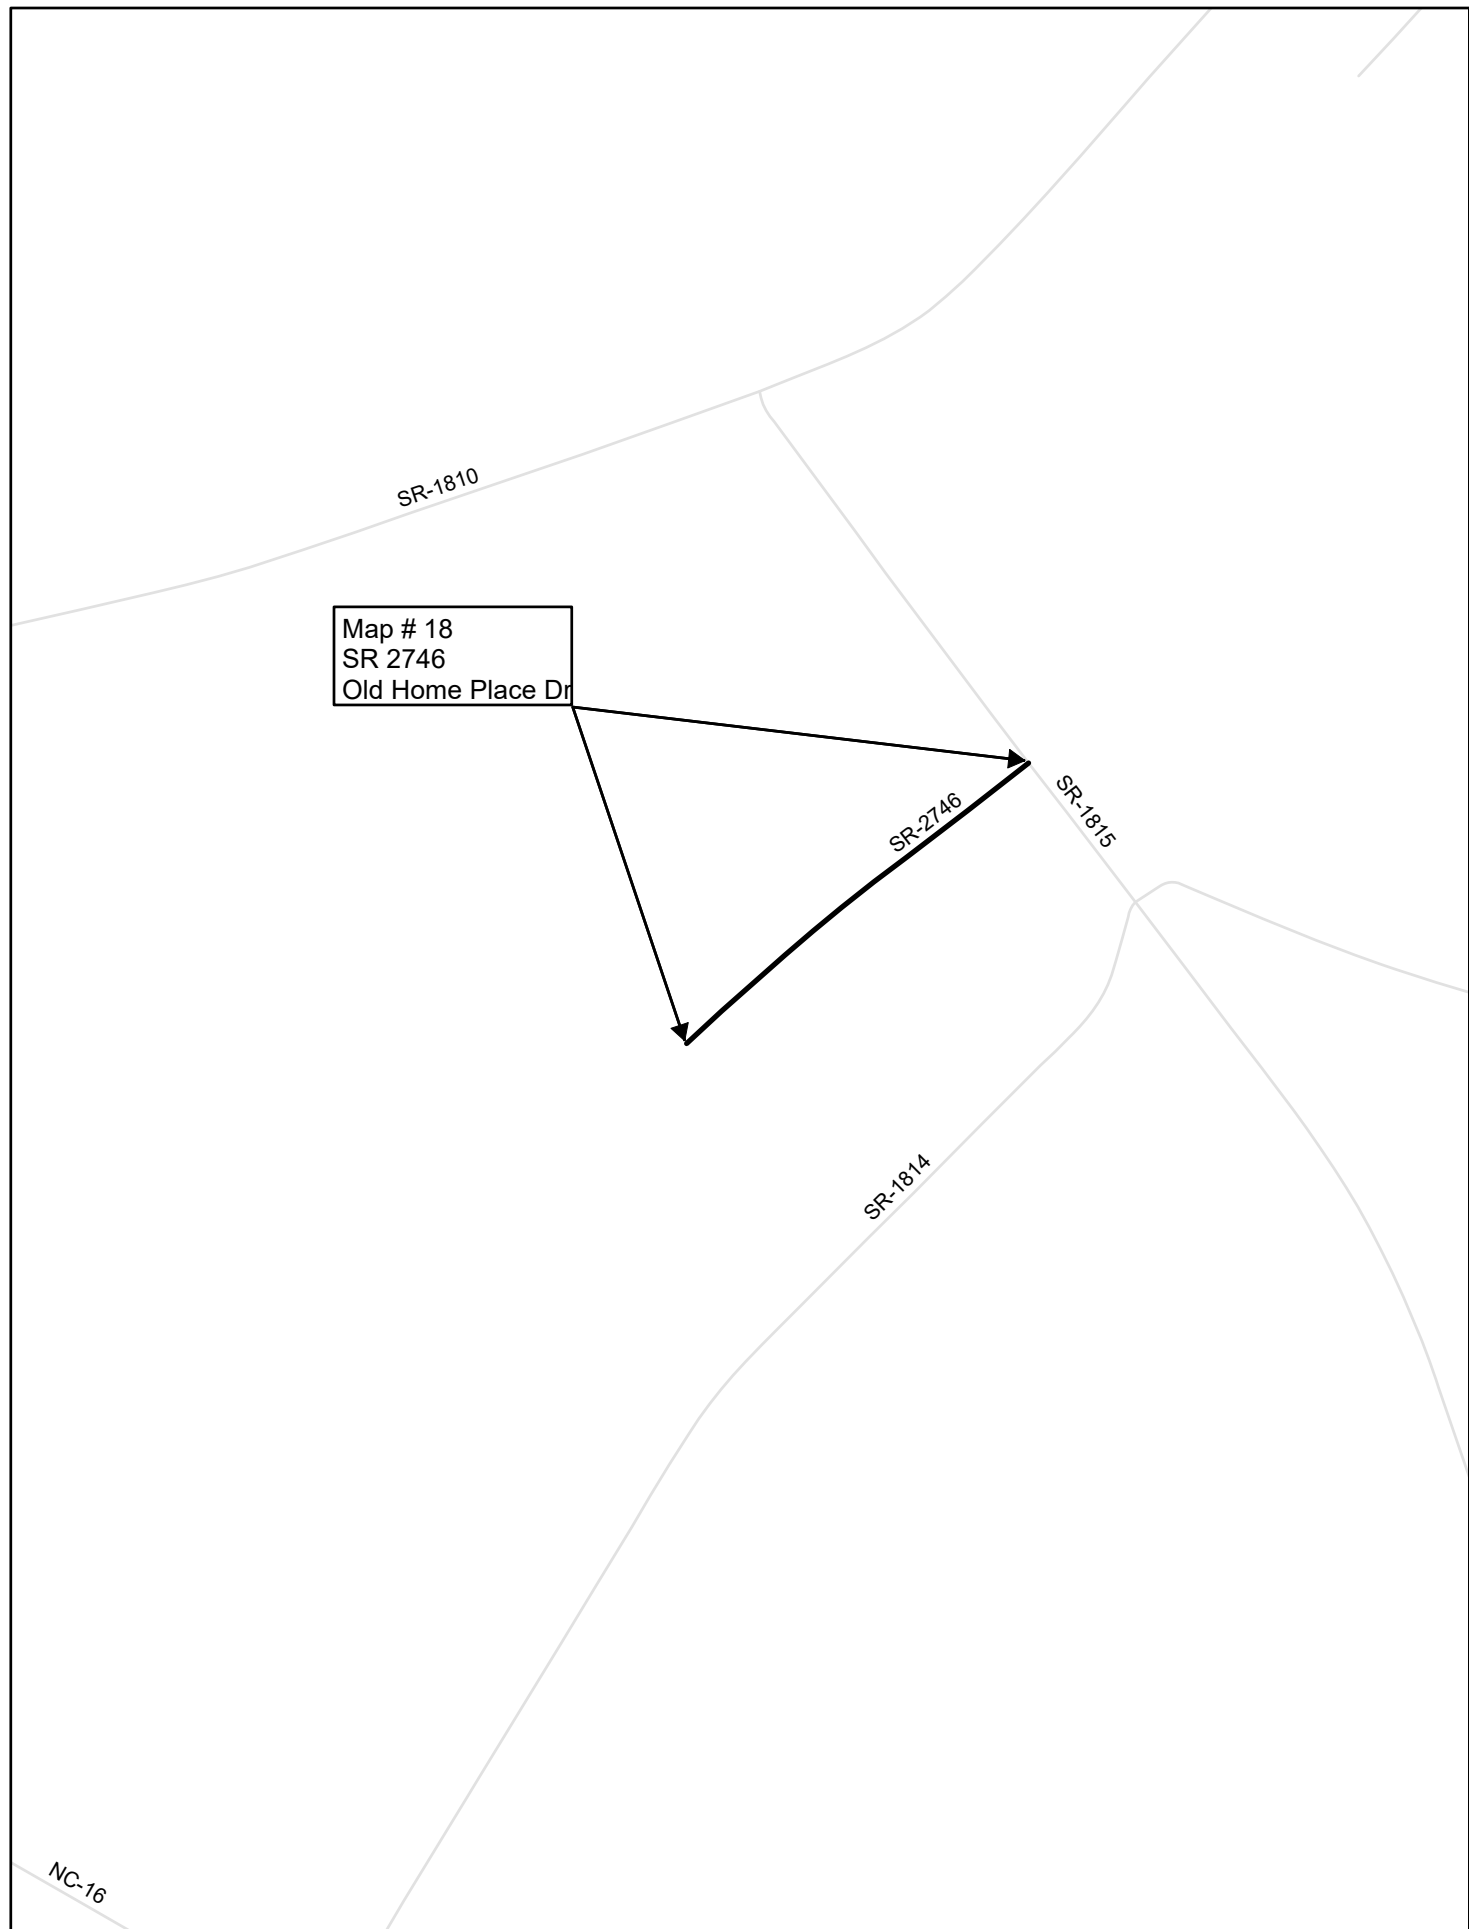 SR-1810
Map # 18
SR 2746
Old Home Place Dr
SR-2746
SR-1815
SR-1814
NC-16